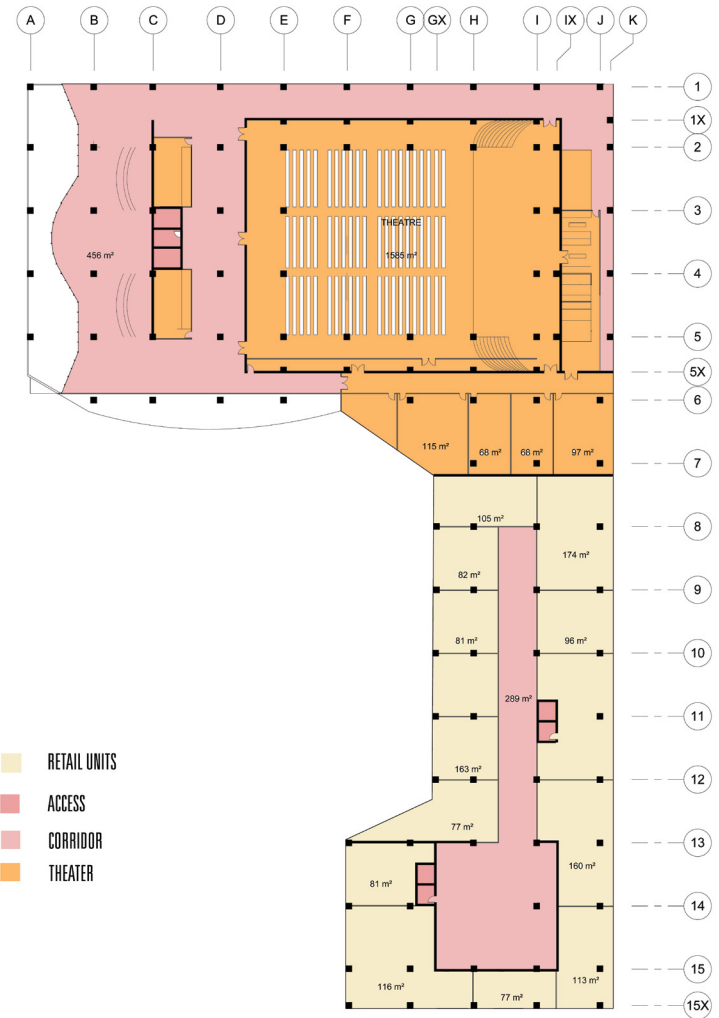 A B C D E F G GX H I IX J K
1
1X
2
3
THEATRE
456 m²
1585 m²
4
5
5X
6
115 m²
68 m²
68 m²
97 m²
7
105 m²
8
174 m²
82 m²
9
81 m²
96 m²
10
289 m²
11
RETAIL UNITS
163 m²
12
ACCESS
77 m²
CORRIDOR
13
160 m²
THEATER
81 m²
14
15
113 m²
116 m²
77 m²
15X